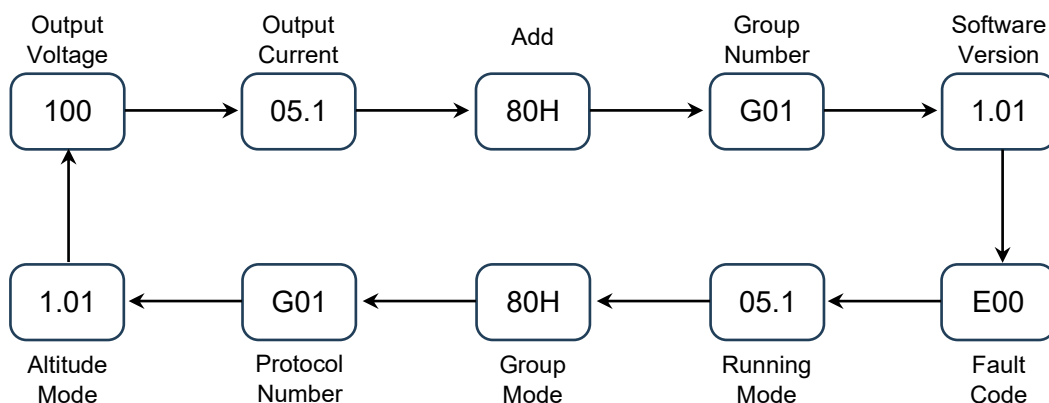 Output
Voltage
Output
Current
Add
Group
Number
Software
Version
100
05.1
80H
G01
1.01
1.01
G01
80H
05.1
E00
Altitude
Mode
Protocol
Number
Group
Mode
Running
Mode
Fault
Code